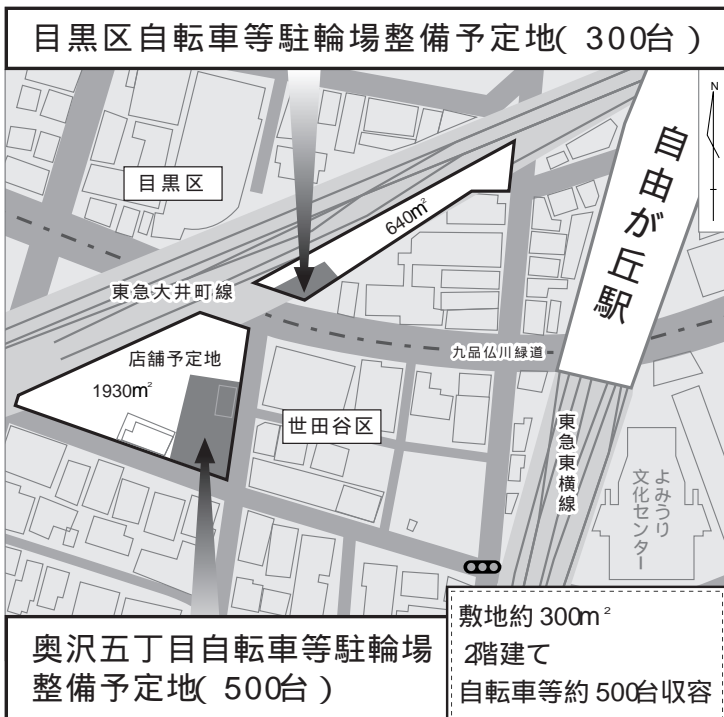 目黒区自転車等駐輪場整備予定地( 300台 )
N
目黒区
640m²
自由が丘駅
東急大井町線
店舗予定地
1930m²
九品仏川緑道
世田谷区
東急東横線
よみうり
文化センター
奥沢五丁目自転車等駐輪場
整備予定地( 500台 )
敷地約 300m²
2階建て
自転車等約 500台収容